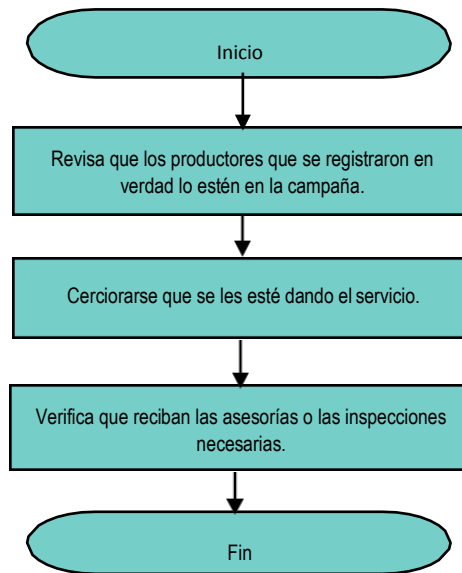 Inicio
Revisa que los productores que se registraron en
verdad lo estén en la campaña.
Cerciorarse que se les esté dando el servicio.
Verifica que reciban las asesorías o las inspecciones
necesarias.
Fin